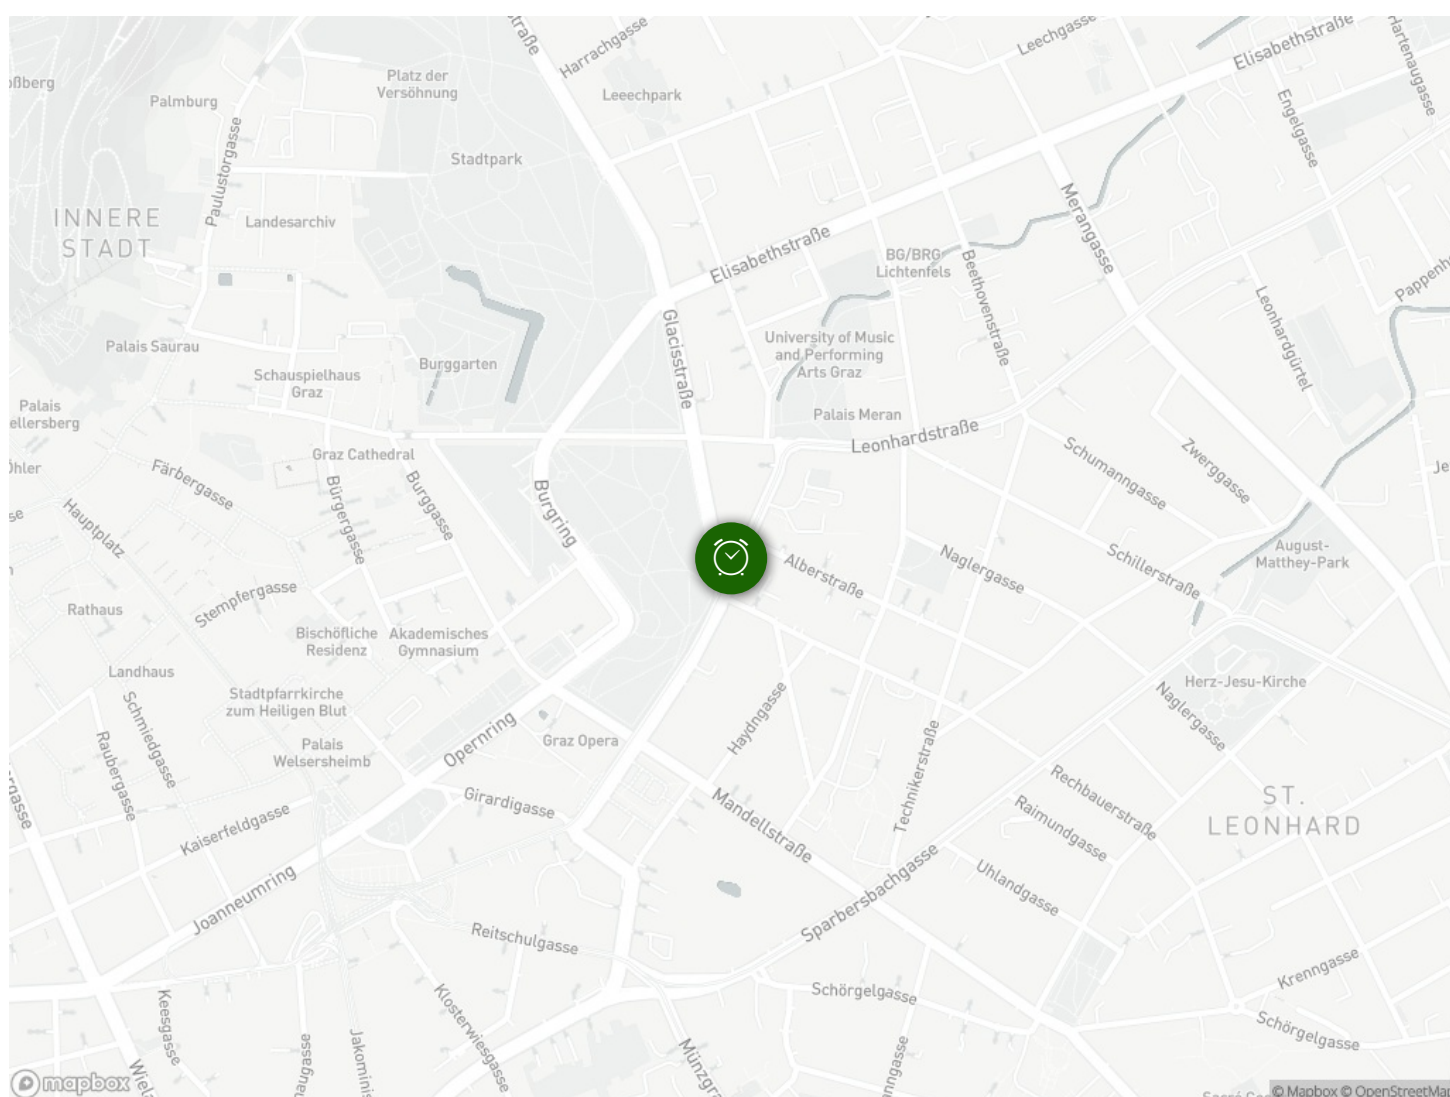 Harrachgasse
Leechgasse
Elisabethstraße
Hartenaugasse
Platz der
Versöhnung
Leeechpark
Palmburg
Engelgasse
Stadtpark
Paulustorgasse
INNERE
STADT
Landesarchiv
Merangasse
Elisabethstraße
BG/BRG
Lichtenfels
Beethovenstraße
Leonhardgürtel
Glacisstraße
University of Music
and Performing
Arts Graz
Palais Saurau
Burggarten
Schauspielhaus
Graz
Palais
Palais Meran
Leonhardstraße
Graz Cathedral
Schumanngasse
Zwerggasse
Färbergasse
Bürgergasse
Burggasse
Burgring
Hauptplatz
August-
Matthey-Park
Alberstraße
Naglergasse
Schillerstraße
Stempfergasse
Rathaus
Bischöfliche
Residenz
Akademisches
Gymnasium
Landhaus
Stadtpfarrkirche
zum Heiligen Blut
Herz-Jesu-Kirche
Schmiedgasse
Naglergasse
Haydngasse
Opernring
Graz Opera
Palais
Welsersheimb
Raubergasse
Technikerstraße
Rechbauerstraße
Girardigasse
Mandellstraße
Raimundgasse
ST.
LEONHARD
Kaiserfeldgasse
Joanneumring
Uhlandgasse
Sparbersbachgasse
Reitschulgasse
Krenngasse
Schörgelgasse
Schörgelgasse
Keesgasse
Klosterwiesgasse
mapbox
© Mapbox © OpenStreetMap